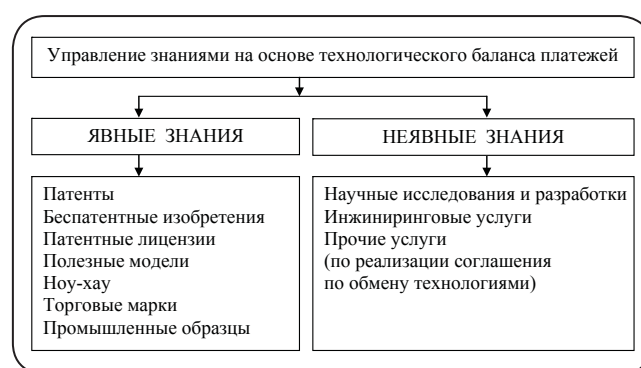 Управление знаниями на основе технологического баланса платежей
ЯВНЫЕ ЗНАНИЯ
НЕЯВНЫЕ ЗНАНИЯ
Патенты
Беспатентные изобретения
Патентные лицензии
Полезные модели
Ноу-хау
Торговые марки
Промышленные образцы
Научные исследования и разработки
Инжиниринговые услуги
Прочие услуги
(по реализации соглашения
по обмену технологиями)